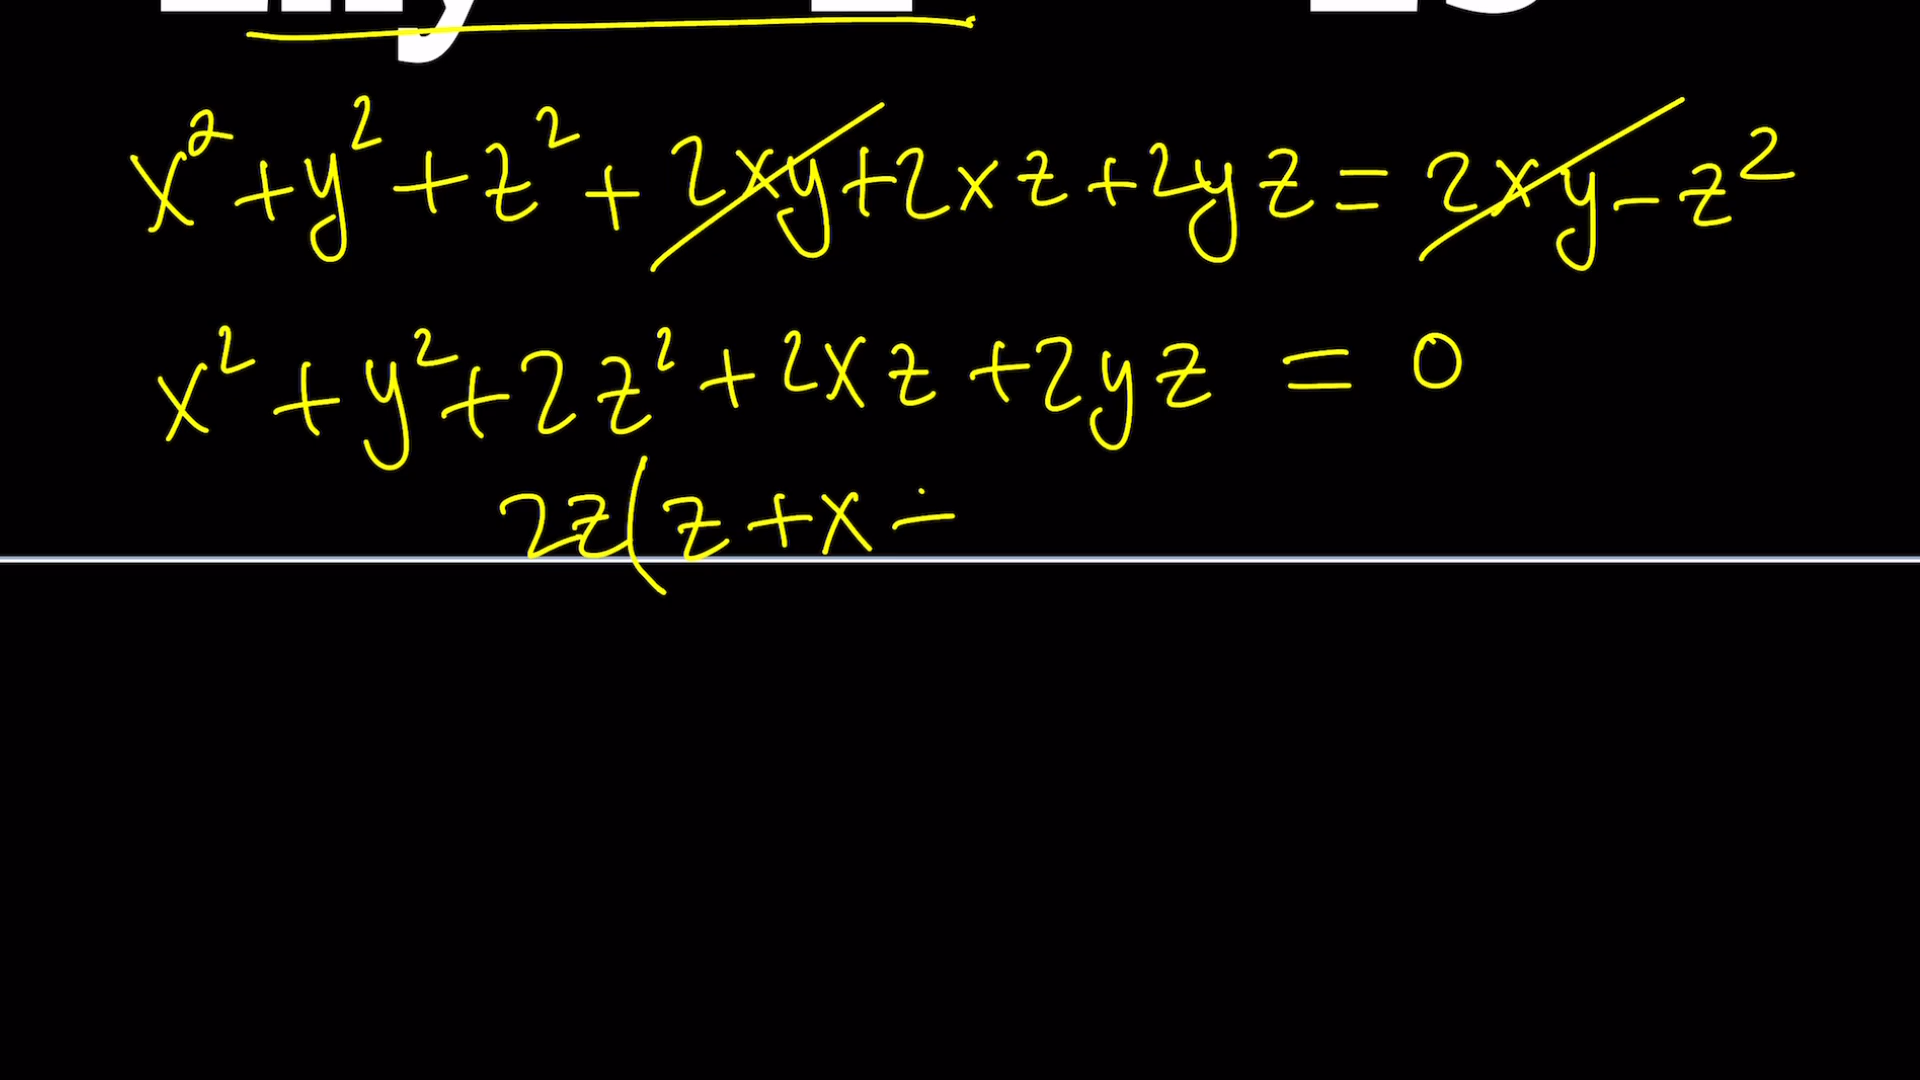 x² + y² + z² + 2xy + 2xz + 2yz = 2xy - z²
x² + y² + 2z² + 2xz + 2yz = 0
2z(z + x -